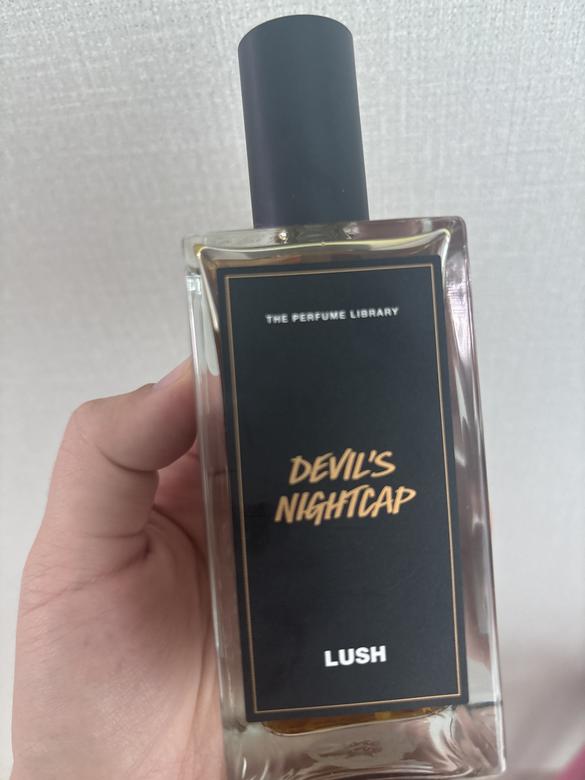 THE PERFUME LIBRARY
DEVIL'S
NIGHTCAP
LUSH